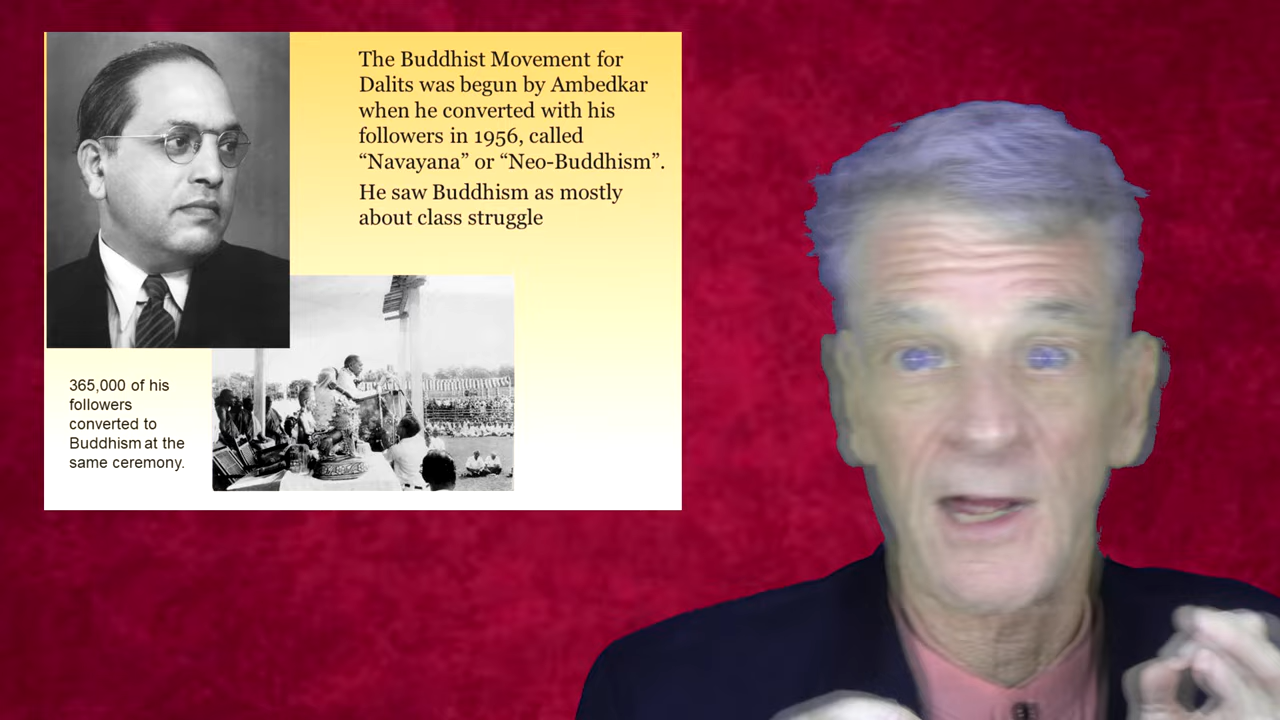 The Buddhist Movement for
Dalits was begun by Ambedkar
when he converted with his
followers in 1956, called
“Navayana” or “Neo-Buddhism”.
He saw Buddhism as mostly
about class struggle
365,000 of his
followers
converted to
Buddhism at the
same ceremony.